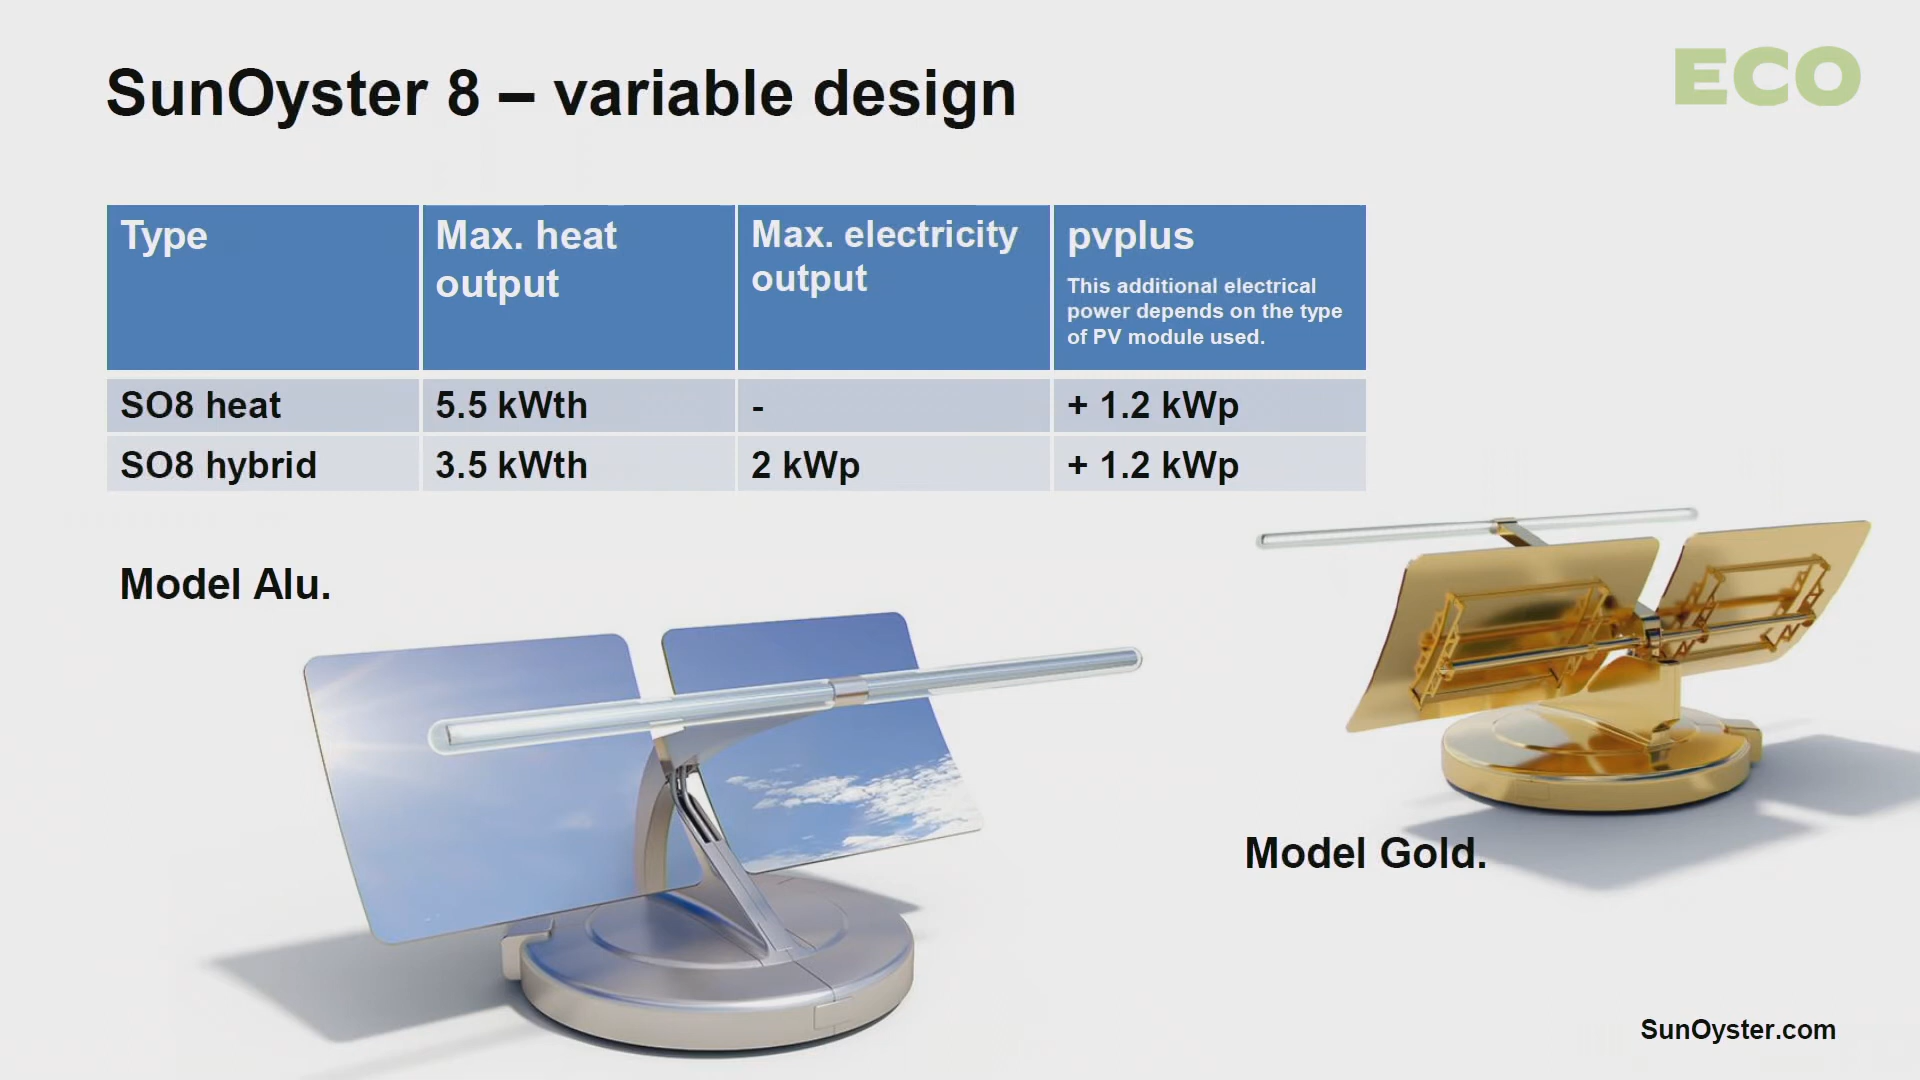 SunOyster 8 – variable design
ECO
Type
Max. heat
output
Max. electricity
output
pvplus
This additional electrical
power depends on the type
of PV module used.
SO8 heat
5.5 kWth
-
+ 1.2 kWp
SO8 hybrid
3.5 kWth
2 kWp
+ 1.2 kWp
Model Alu.
Model Gold.
SunOyster.com